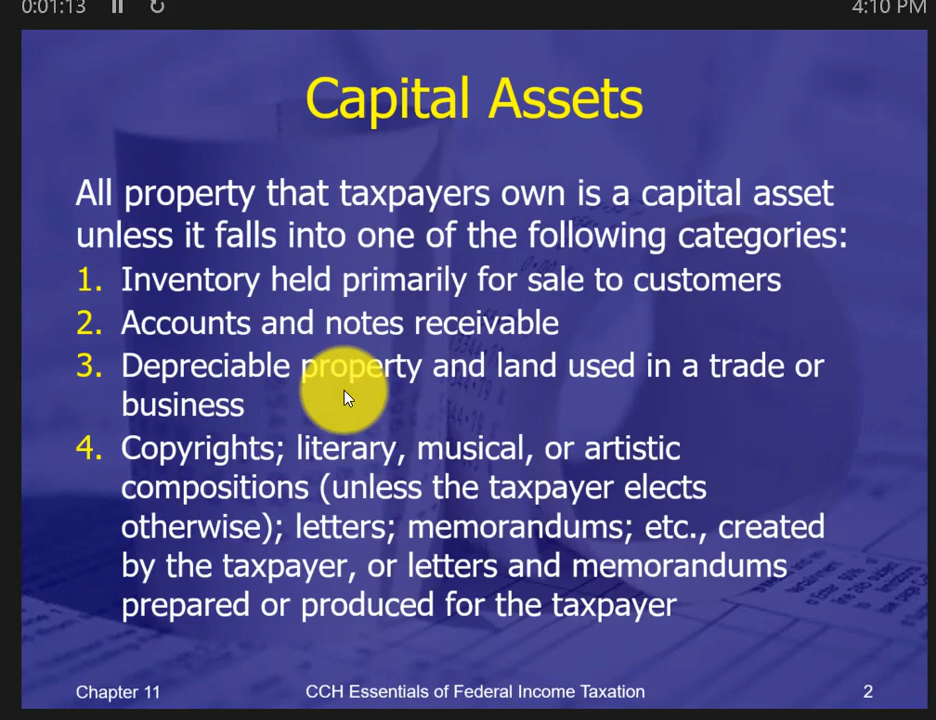 0:01:13
4:10 PM
Capital Assets
All property that taxpayers own is a capital asset
unless it falls into one of the following categories:
1. Inventory held primarily for sale to customers
2. Accounts and notes receivable
3. Depreciable property and land used in a trade or
business
4. Copyrights; literary, musical, or artistic
compositions (unless the taxpayer elects
otherwise); letters; memorandums; etc., created
by the taxpayer, or letters and memorandums
prepared or produced for the taxpayer
Chapter 11
CCH Essentials of Federal Income Taxation
2